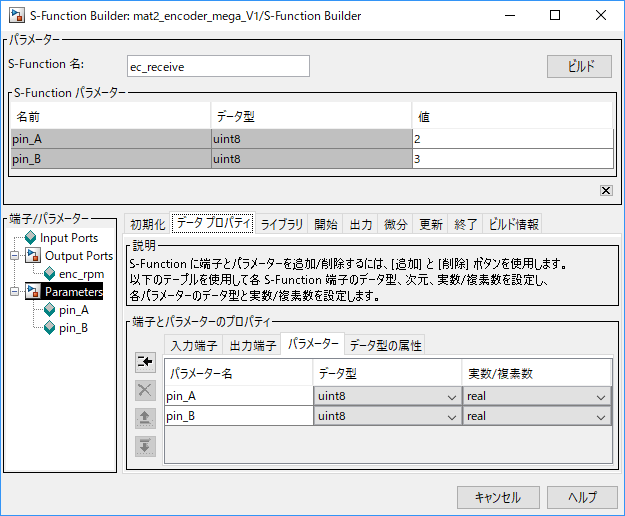 S-Function Builder: mat2_encoder_mega_V1/S-Function Builder
パラメーター
S-Function 名:
ec_receive
ビルド
S-Function パラメーター
名前 データ型 値
pin_A uint8 2
pin_B uint8 3
端子/パラメーター
Input Ports
Output Ports
enc_rpm
Parameters
pin_A
pin_B
初期化 データ プロパティ ライブラリ 開始 出力 微分 更新 終了 ビルド情報
説明
S-Function に端子とパラメーターを追加/削除するには、[追加] と [削除] ボタンを使用します。
以下のテーブルを使用して各 S-Function 端子のデータ型、次元、実数/複素数を設定し、
各パラメーターのデータ型と実数/複素数を設定します。
端子とパラメーターのプロパティ
入力端子 出力端子 パラメーター データ型の属性
パラメーター名 データ型 実数/複素数
pin_A uint8 real
pin_B uint8 real
キャンセル
ヘルプ